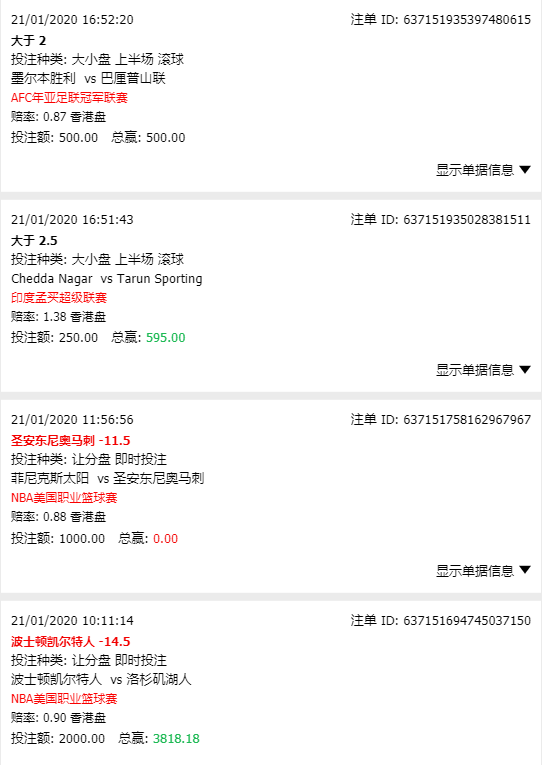 21/01/2020 16:52:20 注单 ID: 637151935397480615
大于 2
投注种类: 大小盘 上半场 滚球
墨尔本胜利 vs 巴厘普山联
AFC年亚足联冠军联赛
赔率: 0.87 香港盘
投注额: 500.00 总赢: 500.00
显示单据信息 ▼
21/01/2020 16:51:43 注单 ID: 637151935028381511
大于 2.5
投注种类: 大小盘 上半场 滚球
Chedda Nagar vs Tarun Sporting
印度孟买超级联赛
赔率: 1.38 香港盘
投注额: 250.00 总赢: 595.00
显示单据信息 ▼
21/01/2020 11:56:56 注单 ID: 637151758162967967
圣安东尼奥马刺 -11.5
投注种类: 让分盘 即时投注
菲尼克斯太阳 vs 圣安东尼奥马刺
NBA美国职业篮球赛
赔率: 0.88 香港盘
投注额: 1000.00 总赢: 0.00
显示单据信息 ▼
21/01/2020 10:11:14 注单 ID: 637151694745037150
波士顿凯尔特人 -14.5
投注种类: 让分盘 即时投注
波士顿凯尔特人 vs 洛杉矶湖人
NBA美国职业篮球赛
赔率: 0.90 香港盘
投注额: 2000.00 总赢: 3818.18